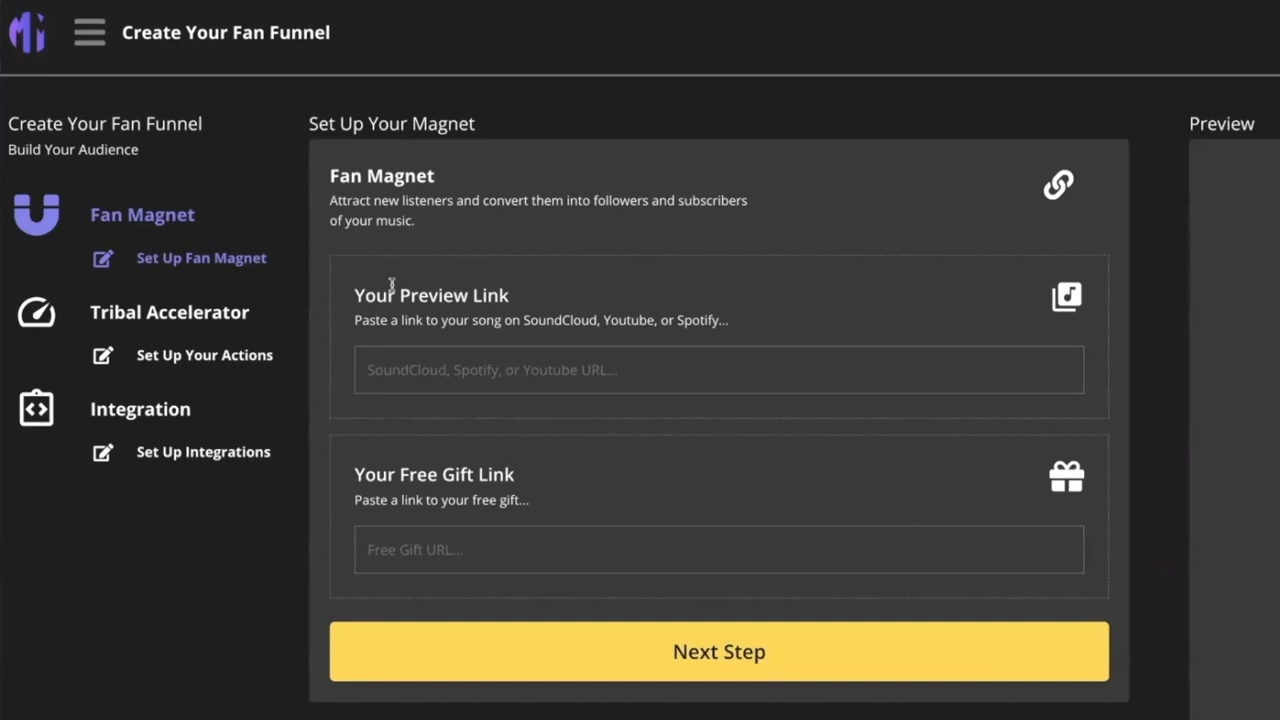 Create Your Fan Funnel
Create Your Fan Funnel
Build Your Audience
Fan Magnet
Set Up Fan Magnet
Tribal Accelerator
Set Up Your Actions
Integration
Set Up Integrations
Set Up Your Magnet
Fan Magnet
Attract new listeners and convert them into followers and subscribers
of your music.
Your Preview Link
Paste a link to your song on SoundCloud, Youtube, or Spotify...
SoundCloud, Spotify, or Youtube URL...
Your Free Gift Link
Paste a link to your free gift...
Free Gift URL...
Next Step
Preview